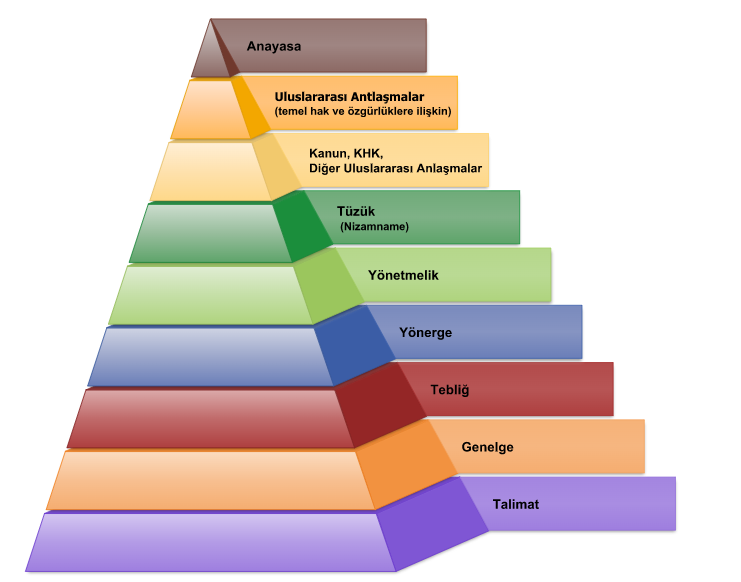 Anayasa
Uluslararası Antlaşmalar
(temel hak ve özgürlüklere ilişkin)
Kanun, KHK,
Diğer Uluslararası Anlaşmalar
Tüzük
(Nizamname)
Yönetmelik
Yönerge
Tebliğ
Genelge
Talimat